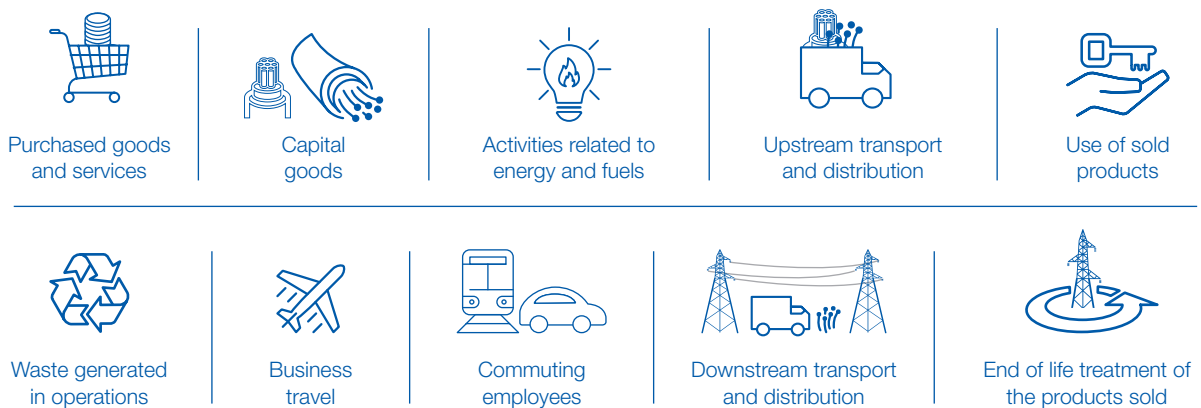 Purchased goods
and services
Capital
goods
Activities related to
energy and fuels
Upstream transport
and distribution
Use of sold
products
Waste generated
in operations
Business
travel
Commuting
employees
Downstream transport
and distribution
End of life treatment of
the products sold